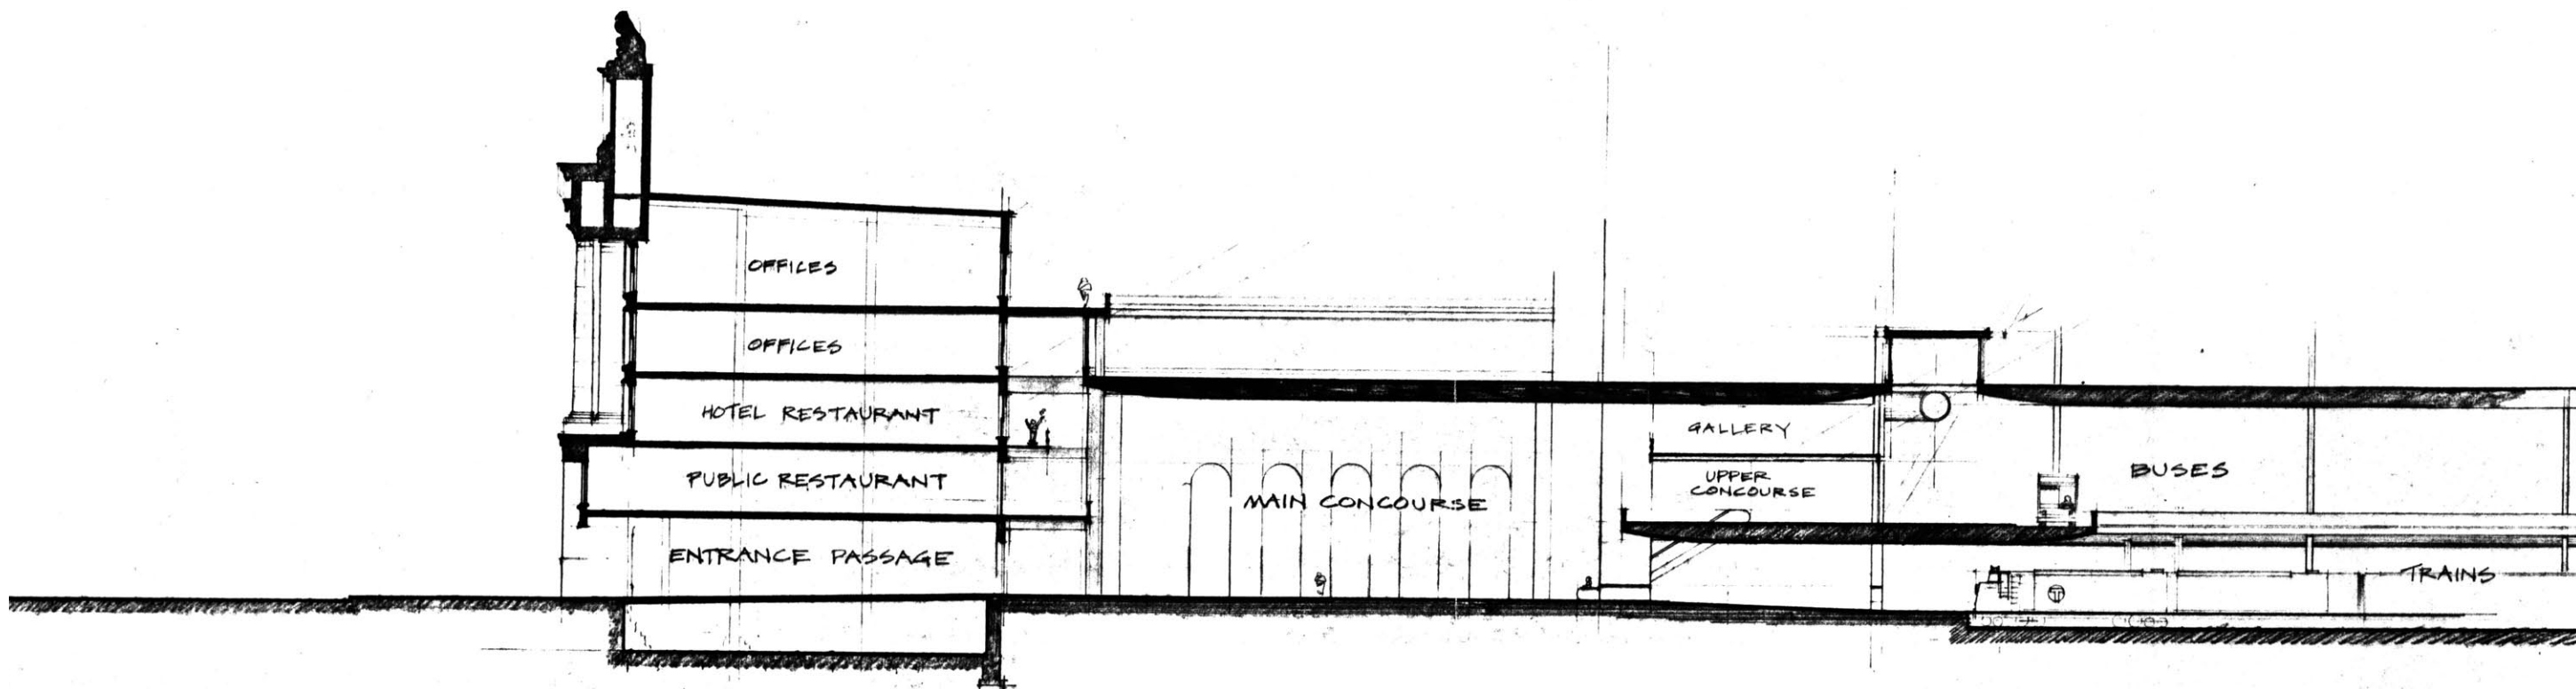 OFFICES
OFFICES
HOTEL RESTAURANT
PUBLIC RESTAURANT
ENTRANCE PASSAGE
MAIN CONCOURSE
GALLERY
UPPER
CONCOURSE
BUSES
TRAINS
T